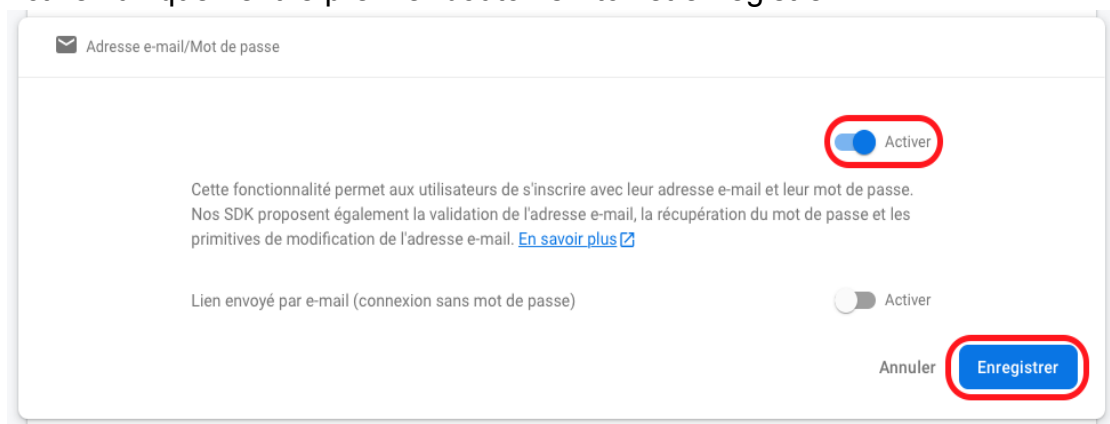 Adresse e-mail/Mot de passe
Activer
Cette fonctionnalité permet aux utilisateurs de s'inscrire avec leur adresse e-mail et leur mot de passe.
Nos SDK proposent également la validation de l'adresse e-mail, la récupération du mot de passe et les
primitives de modification de l'adresse e-mail. En savoir plus
Lien envoyé par e-mail (connexion sans mot de passe)
Activer
Annuler
Enregistrer